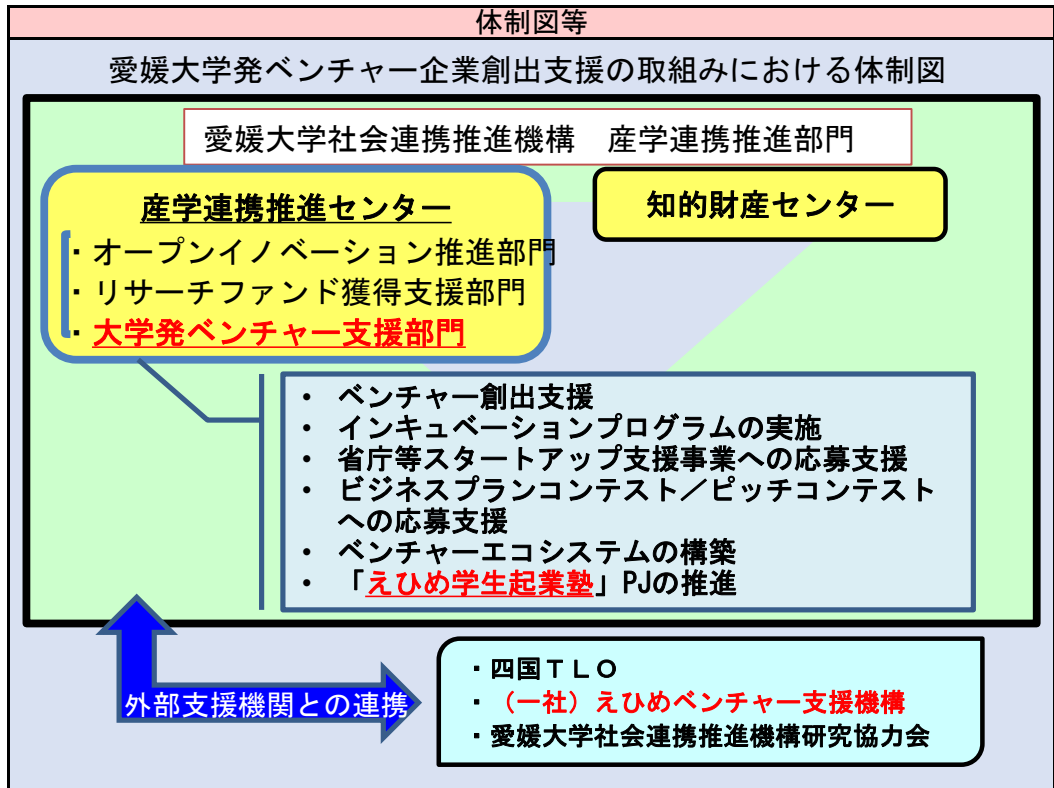 体制図等
愛媛大学発ベンチャー企業創出支援の取組みにおける体制図
愛媛大学社会連携推進機構　産学連携推進部門
産学連携推進センター
・オープンイノベーション推進部門
・リサーチファンド獲得支援部門
・大学発ベンチャー支援部門
知的財産センター
• ベンチャー創出支援
• インキュベーションプログラムの実施
• 省庁等スタートアップ支援事業への応募支援
• ビジネスプランコンテスト／ピッチコンテスト
への応募支援
• ベンチャーエコシステムの構築
• 「えひめ学生起業塾」PJの推進
外部支援機関との連携
・四国ＴＬＯ
・（一社）えひめベンチャー支援機構
・愛媛大学社会連携推進機構研究協力会